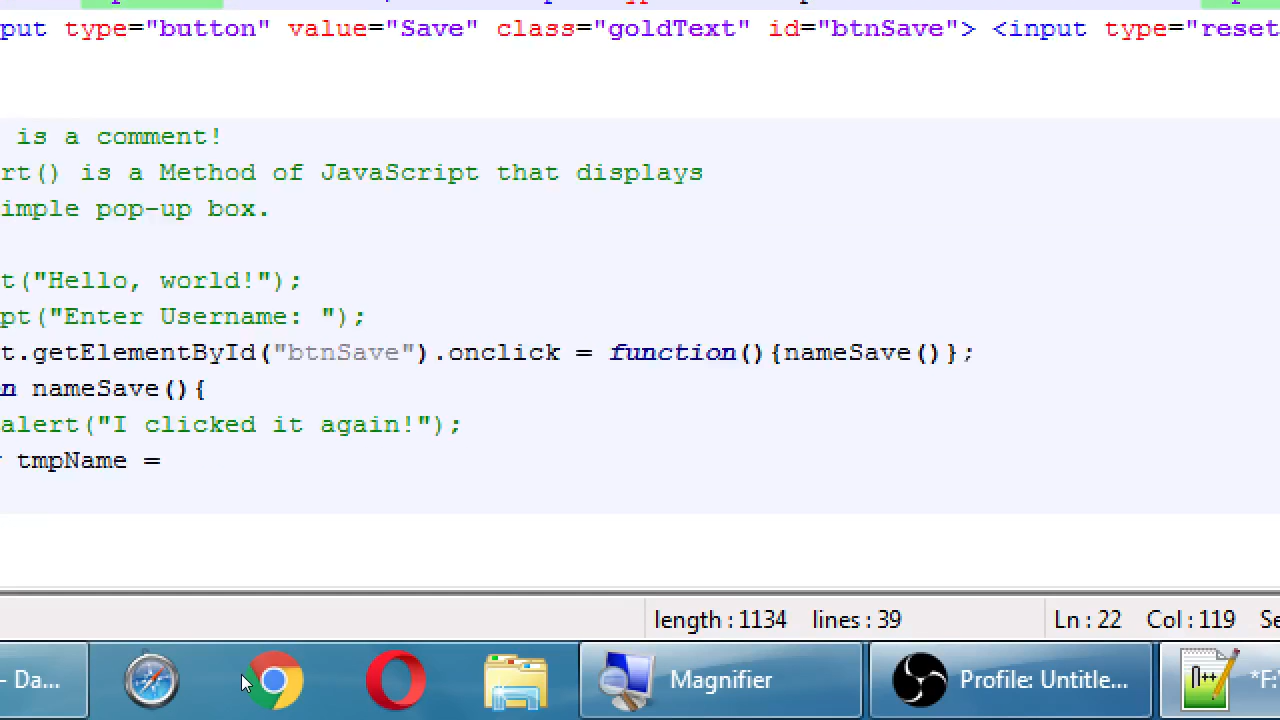 put type="button" value="Save" class="goldText" id="btnSave"> <input type="reset
is a comment!
rt() is a Method of JavaScript that displays
imple pop-up box.
t("Hello, world!");
pt("Enter Username: ");
t.getElementById("btnSave").onclick = function(){nameSave()};
n nameSave(){
alert("I clicked it again!");
tmpName =
length : 1134 lines : 39 Ln : 22 Col : 119 Se
- Da... Magnifier Profile: Untitle... *F:\